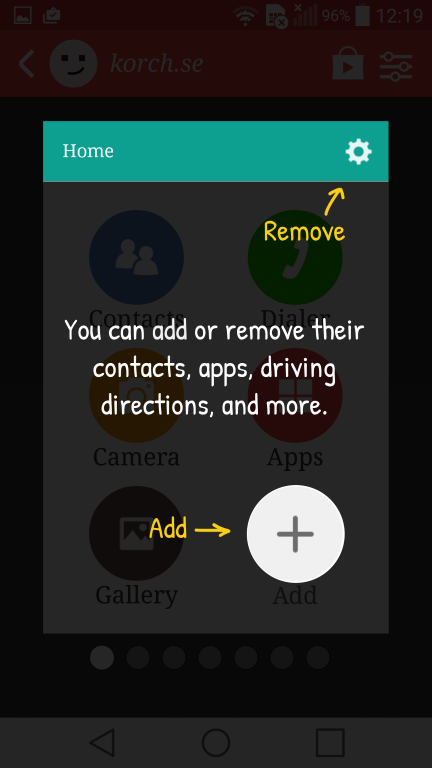 96% 12:19
korch.se
Home
Remove
Contacts Dialer
You can add or remove their
contacts, apps, driving
directions, and more.
Camera Apps
Add
Gallery Add